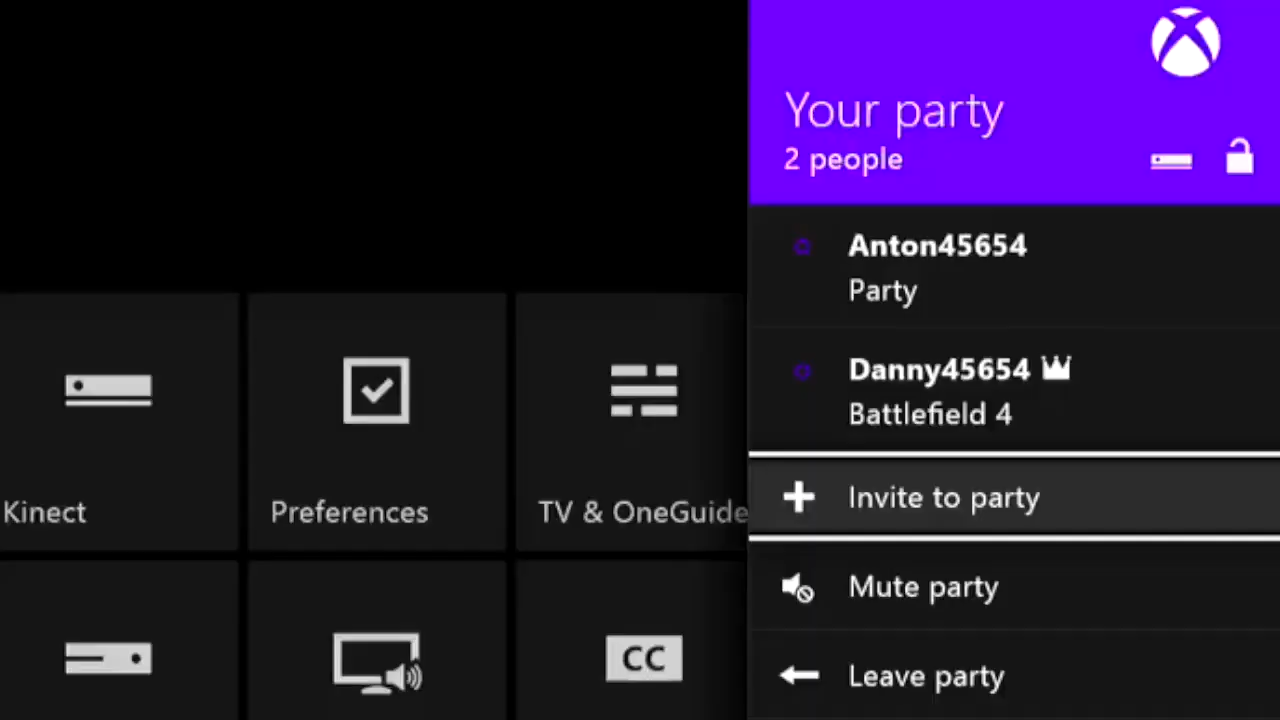 Your party
2 people
Anton45654
Party
Danny45654
Battlefield 4
Invite to party
Mute party
Leave party
Kinect
Preferences
TV & OneGuide
CC